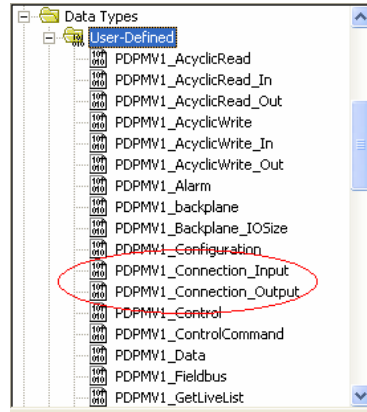 Data Types
User-Defined
PDPMV1_AcyclicRead
PDPMV1_AcyclicRead_In
PDPMV1_AcyclicRead_Out
PDPMV1_AcyclicWrite
PDPMV1_AcyclicWrite_In
PDPMV1_AcyclicWrite_Out
PDPMV1_Alarm
PDPMV1_backplane
PDPMV1_Backplane_IOSize
PDPMV1_Configuration
PDPMV1_Connection_Input
PDPMV1_Connection_Output
PDPMV1_Control
PDPMV1_ControlCommand
PDPMV1_Data
PDPMV1_Fieldbus
PDPMV1_GetLiveList